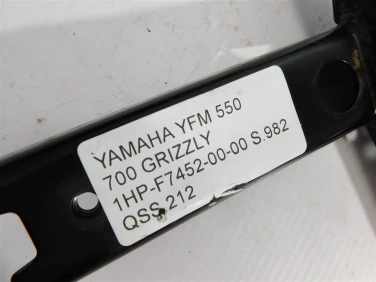 YAMAHA YFM 550
700 GRIZZLY
1HP-F7452-00-00 S.982
QSS.212